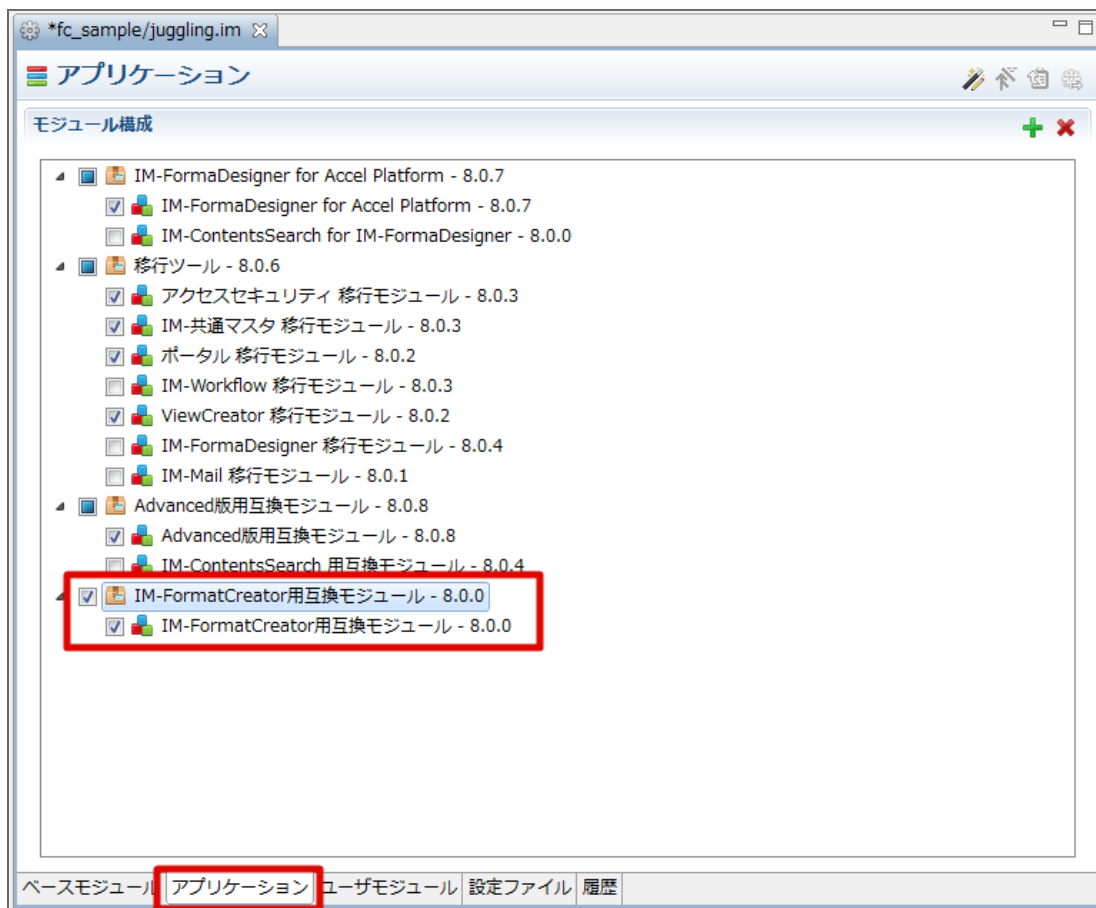 *fc_sample/juggling.im
アプリケーション
モジュール構成
IM-FormaDesigner for Accel Platform - 8.0.7
IM-FormaDesigner for Accel Platform - 8.0.7
IM-ContentsSearch for IM-FormaDesigner - 8.0.0
移行ツール - 8.0.6
アクセスセキュリティ 移行モジュール - 8.0.3
IM-共通マスタ 移行モジュール - 8.0.3
ポータル 移行モジュール - 8.0.2
IM-Workflow 移行モジュール - 8.0.3
ViewCreator 移行モジュール - 8.0.2
IM-FormaDesigner 移行モジュール - 8.0.4
IM-Mail 移行モジュール - 8.0.1
Advanced版用互換モジュール - 8.0.8
Advanced版用互換モジュール - 8.0.8
IM-ContentsSearch 用互換モジュール - 8.0.4
IM-FormatCreator用互換モジュール - 8.0.0
IM-FormatCreator用互換モジュール - 8.0.0
ベースモジュール アプリケーション ユーザモジュール 設定ファイル 履歴